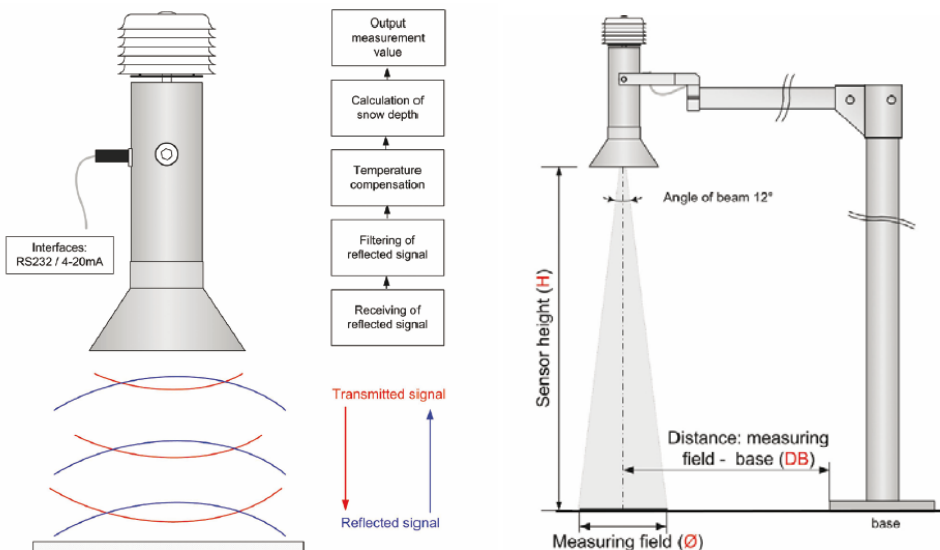 Output
measurement
value
Calculation of
snow depth
Temperature
compensation
Filtering of
reflected signal
Receiving of
reflected signal
Interfaces:
RS232 / 4-20mA
Transmitted signal
Reflected signal
Angle of beam 12°
Sensor height (H)
Distance: measuring
field - base (DB)
base
Measuring field (Ø)